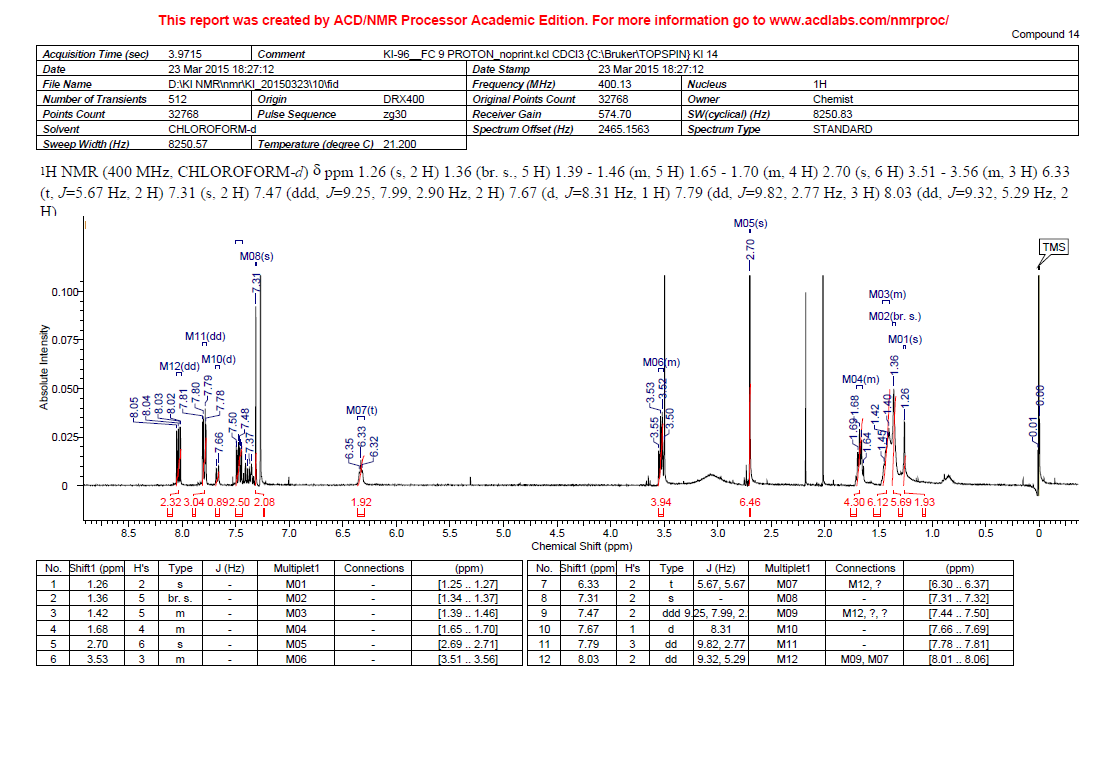 This report was created by ACD/NMR Processor Academic Edition. For more information go to www.acdlabs.com/nmrproc/
Compound 14
Acquisition Time (sec) 3.9715 Comment KI-96__FC 9 PROTON_noprint.kcl CDCl3 {C:\Bruker\TOPSPIN} KI 14
Date 23 Mar 2015 18:27:12 Date Stamp 23 Mar 2015 18:27:12
File Name D:\KI NMR\nmr\KI_20150323\10\fid Frequency (MHz) 400.13 Nucleus 1H
Number of Transients 512 Origin DRX400 Original Points Count 32768 Owner Chemist
Points Count 32768 Pulse Sequence zg30 Receiver Gain 574.70 SW(cyclical) (Hz) 8250.83
Solvent CHLOROFORM-d Spectrum Offset (Hz) 2465.1563 Spectrum Type STANDARD
Sweep Width (Hz) 8250.57 Temperature (degree C) 21.200
1H NMR (400 MHz, CHLOROFORM-d) δ ppm 1.26 (s, 2 H) 1.36 (br. s., 5 H) 1.39 - 1.46 (m, 5 H) 1.65 - 1.70 (m, 4 H) 2.70 (s, 6 H) 3.51 - 3.56 (m, 3 H) 6.33
(t, J=5.67 Hz, 2 H) 7.31 (s, 2 H) 7.47 (ddd, J=9.25, 7.99, 2.90 Hz, 2 H) 7.67 (d, J=8.31 Hz, 1 H) 7.79 (dd, J=9.82, 2.77 Hz, 3 H) 8.03 (dd, J=9.32, 5.29 Hz, 2
H)
M05(s)
TMS
M08(s)
2.70
7.31
M03(m)
M02(br. s.)
M11(dd)
M01(s)
M12(dd) M10(d)
M06(m)
M04(m)
M07(t)
8.05 8.04 8.03 8.02 7.81 7.80 7.79 7.78 7.66 7.50 7.48 7.37
6.35 6.33 6.32
3.55 3.53 3.52 3.50
1.69 1.68 1.64 1.45 1.42 1.40 1.36 1.26
-0.01 0.00
Absolute Intensity
0.100
0.075
0.050
0.025
0
2.32 3.04 0.89 2.50 2.08 1.92 3.94 6.46 4.30 6.12 5.69 1.93
8.5 8.0 7.5 7.0 6.5 6.0 5.5 5.0 4.5 4.0 3.5 3.0 2.5 2.0 1.5 1.0 0.5 0
Chemical Shift (ppm)
No. Shift1 (ppm) H's Type J (Hz) Multiplet1 Connections (ppm) No. Shift1 (ppm) H's Type J (Hz) Multiplet1 Connections (ppm)
1 1.26 2 s - M01 - [1.25 .. 1.27] 7 6.33 2 t 5.67, 5.67 M07 M12, ? [6.30 .. 6.37]
2 1.36 5 br. s. - M02 - [1.34 .. 1.37] 8 7.31 2 s - M08 - [7.31 .. 7.32]
3 1.42 5 m - M03 - [1.39 .. 1.46] 9 7.47 2 ddd 9.25, 7.99, 2. M09 M12, ?, ? [7.44 .. 7.50]
4 1.68 4 m - M04 - [1.65 .. 1.70] 10 7.67 1 d 8.31 M10 - [7.66 .. 7.69]
5 2.70 6 s - M05 - [2.69 .. 2.71] 11 7.79 3 dd 9.82, 2.77 M11 - [7.78 .. 7.81]
6 3.53 3 m - M06 - [3.51 .. 3.56] 12 8.03 2 dd 9.32, 5.29 M12 M09, M07 [8.01 .. 8.06]